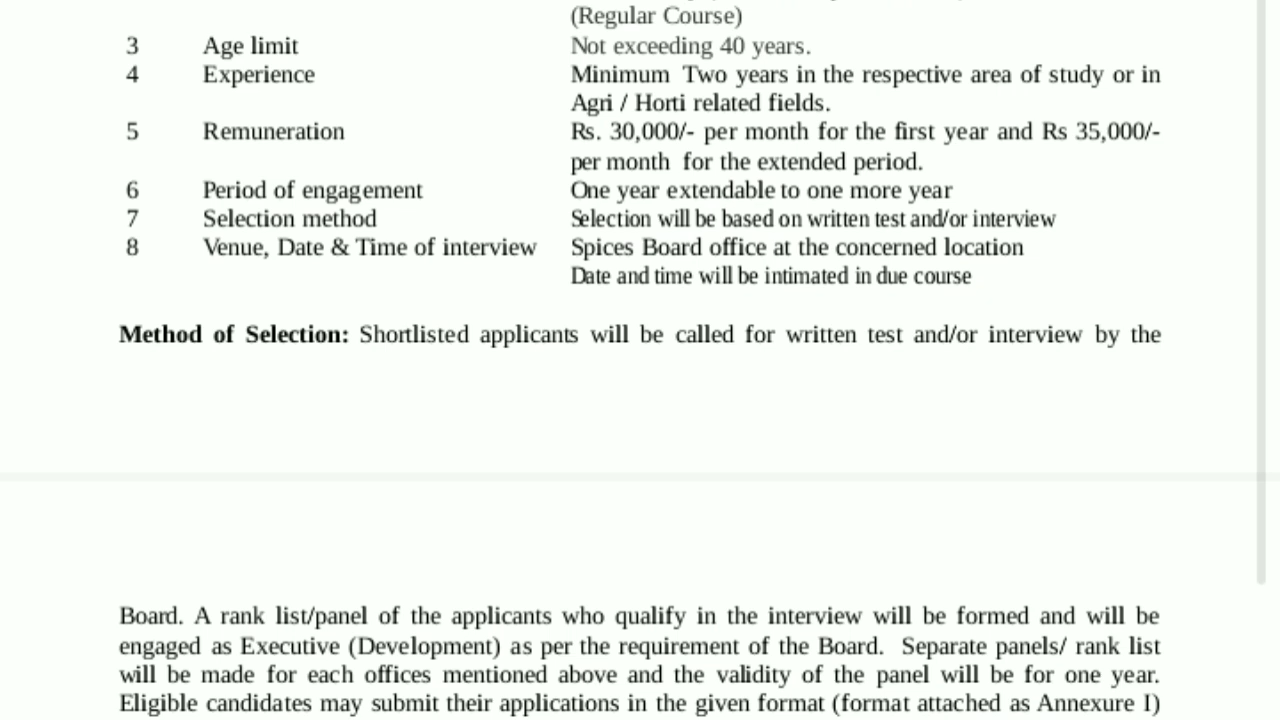 (Regular Course)
3 Age limit Not exceeding 40 years.
4 Experience Minimum Two years in the respective area of study or in
Agri / Horti related fields.
5 Remuneration Rs. 30,000/- per month for the first year and Rs 35,000/-
per month for the extended period.
6 Period of engagement One year extendable to one more year
7 Selection method Selection will be based on written test and/or interview
8 Venue, Date & Time of interview Spices Board office at the concerned location
Date and time will be intimated in due course
Method of Selection: Shortlisted applicants will be called for written test and/or interview by the
Board. A rank list/panel of the applicants who qualify in the interview will be formed and will be
engaged as Executive (Development) as per the requirement of the Board. Separate panels/ rank list
will be made for each offices mentioned above and the validity of the panel will be for one year.
Eligible candidates may submit their applications in the given format (format attached as Annexure I)